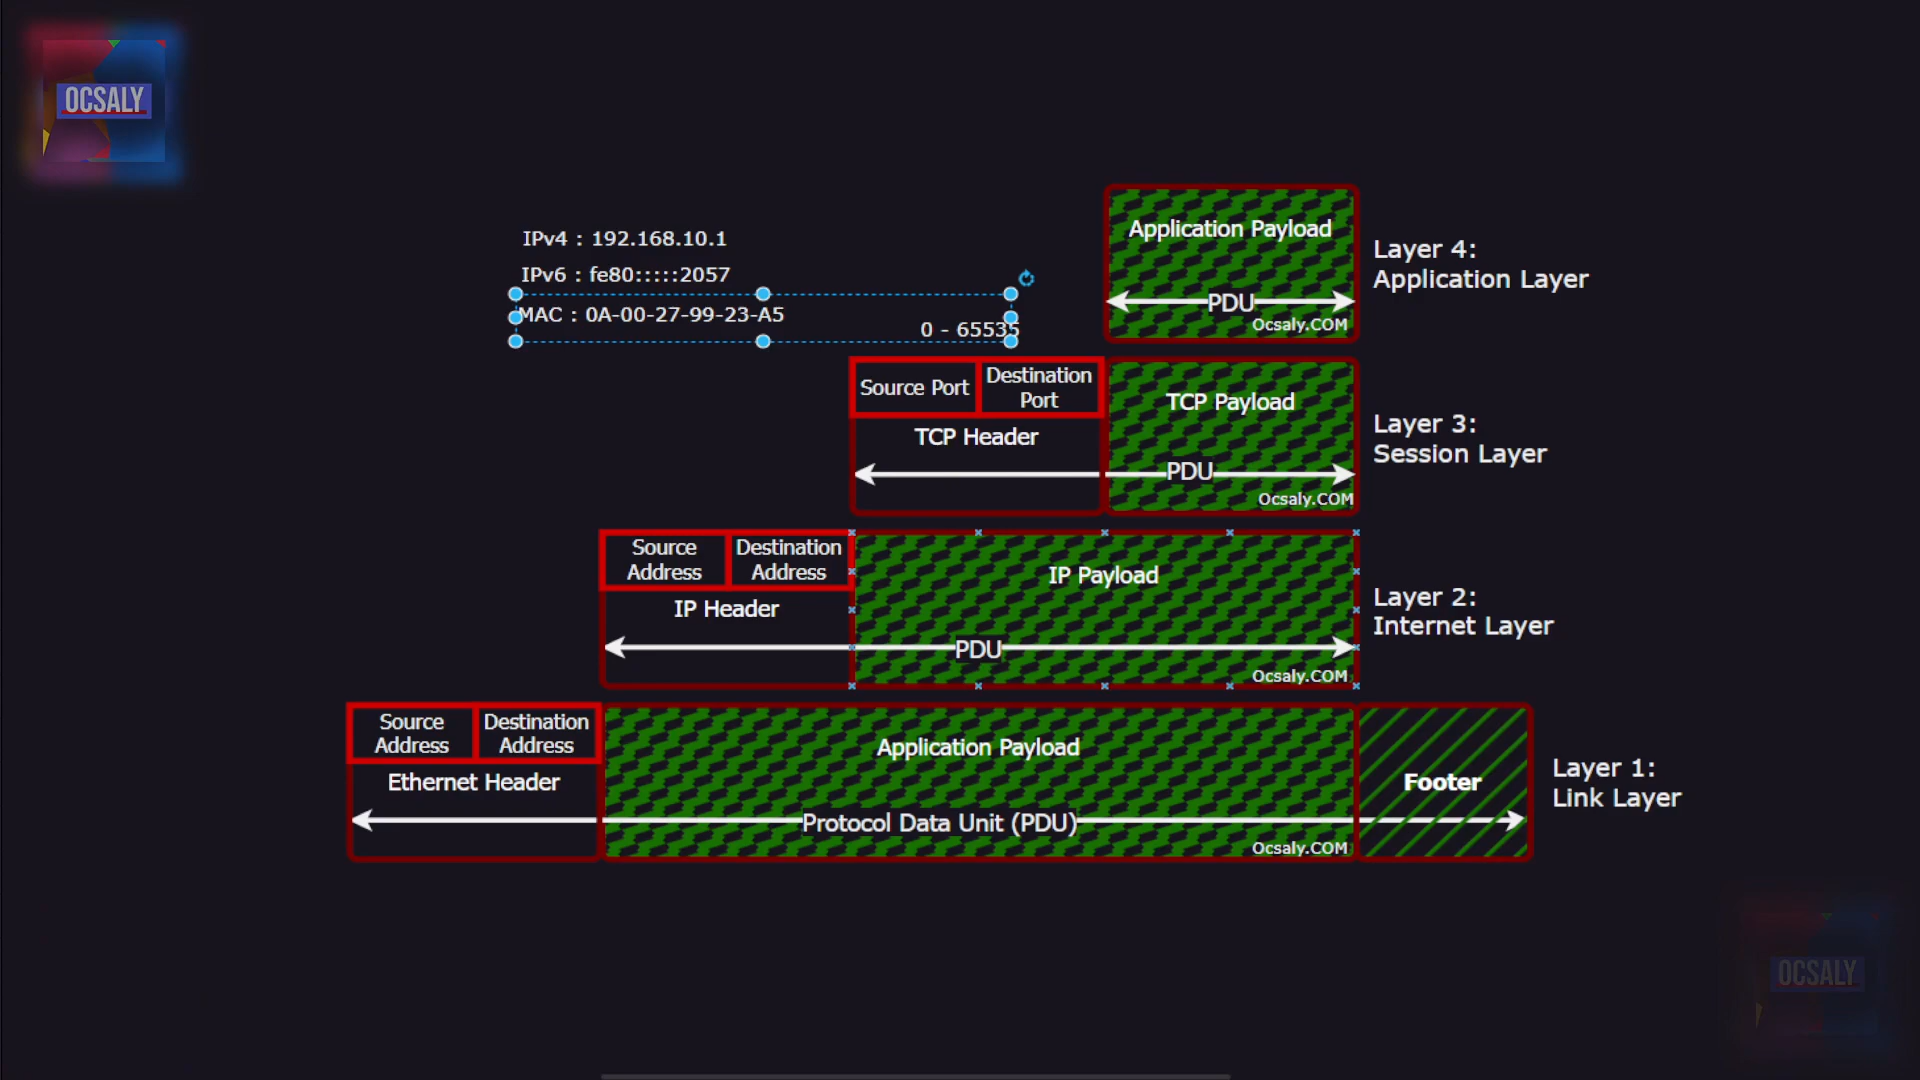 OCSALY
IPv4 : 192.168.10.1
IPv6 : fe80:::::2057
MAC : 0A-00-27-99-23-A5
0 - 65535
Application Payload
PDU
Ocsaly.COM
Layer 4:
Application Layer
Source Port
Destination
Port
TCP Header
TCP Payload
PDU
Ocsaly.COM
Layer 3:
Session Layer
Source
Address
Destination
Address
IP Header
IP Payload
PDU
Ocsaly.COM
Layer 2:
Internet Layer
Source
Address
Destination
Address
Ethernet Header
Application Payload
Protocol Data Unit (PDU)
Ocsaly.COM
Footer
Layer 1:
Link Layer
OCSALY